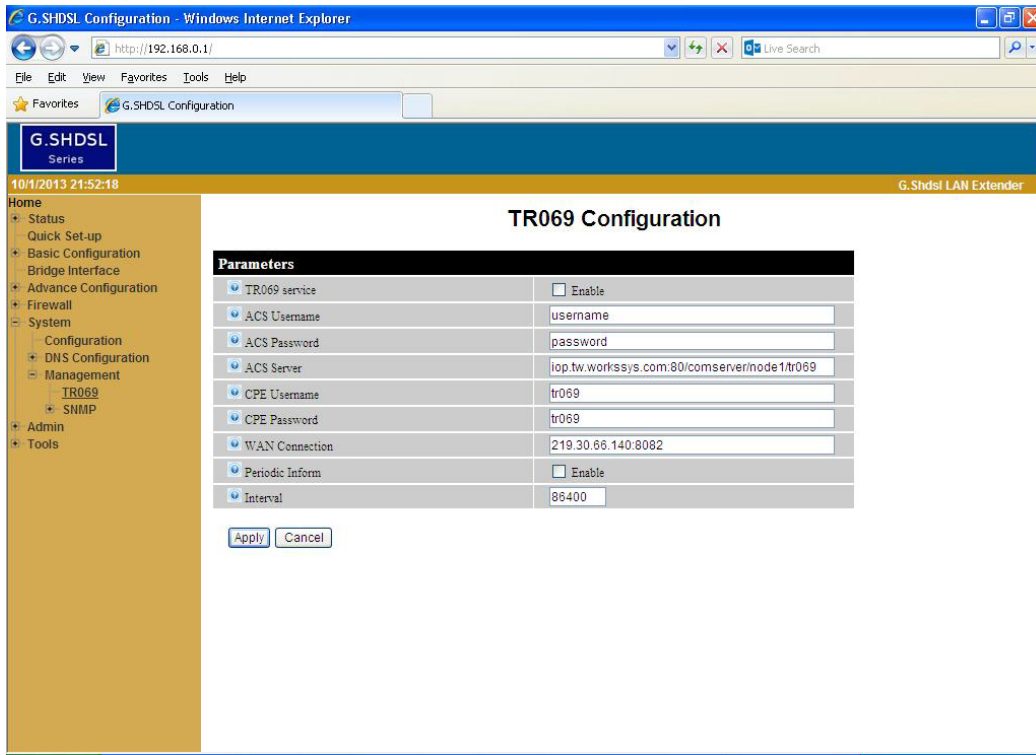 G.SHDSL Configuration - Windows Internet Explorer
http://192.168.0.1/
Live Search
File Edit View Favorites Tools Help
Favorites G.SHDSL Configuration
G.SHDSL
Series
10/1/2013 21:52:18 G.Shdsl LAN Extender
Home
Status
Quick Set-up
Basic Configuration
Bridge Interface
Advance Configuration
Firewall
System
Configuration
DNS Configuration
Management
TR069
SNMP
Admin
Tools
TR069 Configuration
Parameters
TR069 service Enable
ACS Username username
ACS Password password
ACS Server iop.tw.workssys.com:80/comserver/node1/tr069
CPE Username tr069
CPE Password tr069
WAN Connection 219.30.66.140:8082
Periodic Inform Enable
Interval 86400
Apply Cancel